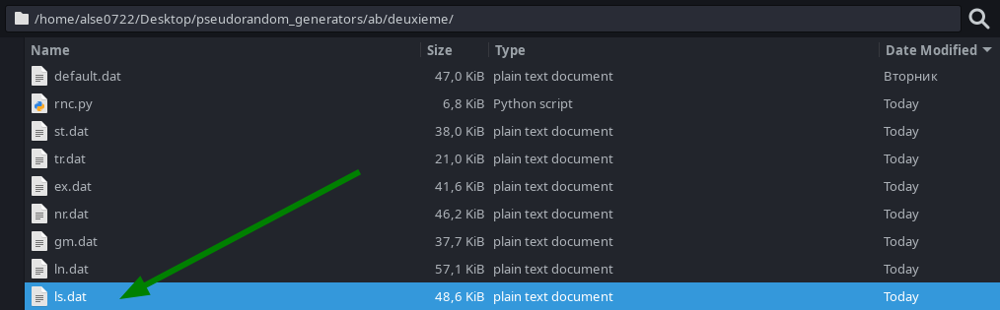 /home/alse0722/Desktop/pseudorandom_generators/ab/deuxieme/
Name Size Type Date Modified
default.dat 47,0 KiB plain text document Вторник
rnc.py 6,8 KiB Python script Today
st.dat 38,0 KiB plain text document Today
tr.dat 21,0 KiB plain text document Today
ex.dat 41,6 KiB plain text document Today
nr.dat 46,2 KiB plain text document Today
gm.dat 37,7 KiB plain text document Today
ln.dat 57,1 KiB plain text document Today
ls.dat 48,6 KiB plain text document Today